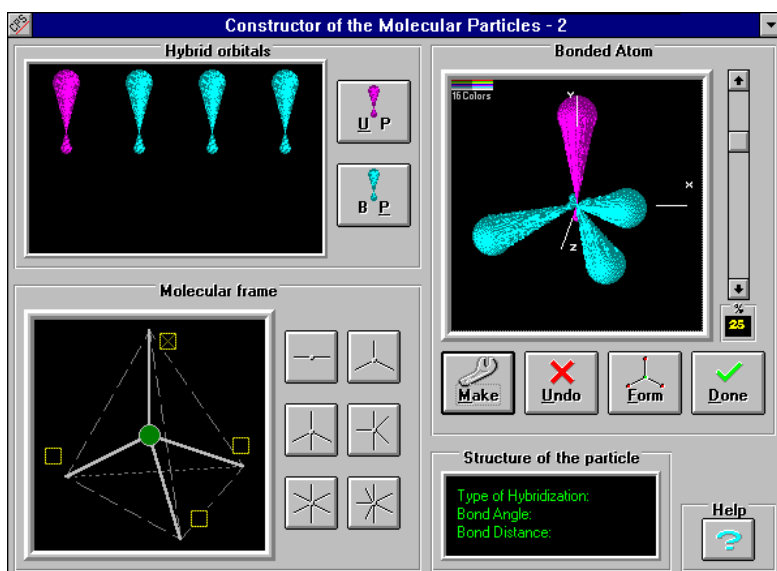 CPS
Constructor of the Molecular Particles - 2
Hybrid orbitals
U P
B P
Bonded Atom
16 Colors
Y
X
Z
%
25
Molecular frame
Make
Undo
Form
Done
Structure of the particle
Type of Hybridization:
Bond Angle:
Bond Distance:
Help
?